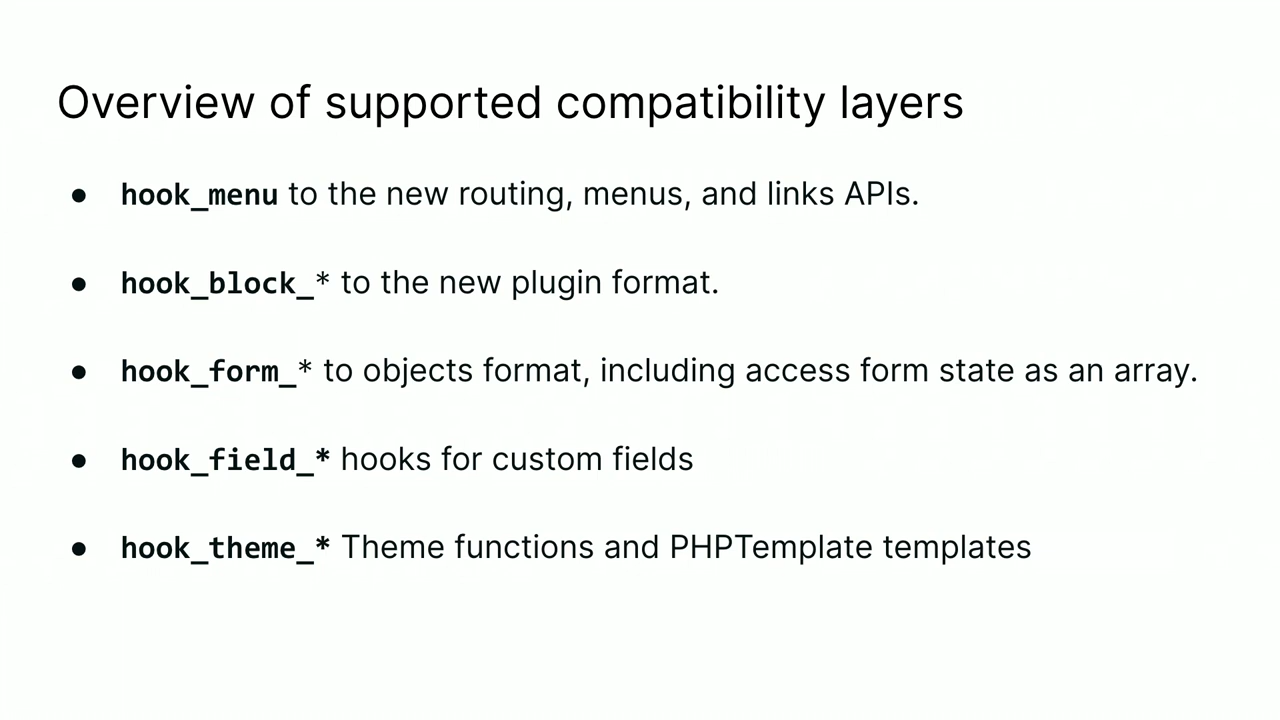 Overview of supported compatibility layers
● hook_menu to the new routing, menus, and links APIs.
● hook_block_* to the new plugin format.
● hook_form_* to objects format, including access form state as an array.
● hook_field_* hooks for custom fields
● hook_theme_* Theme functions and PHPTemplate templates